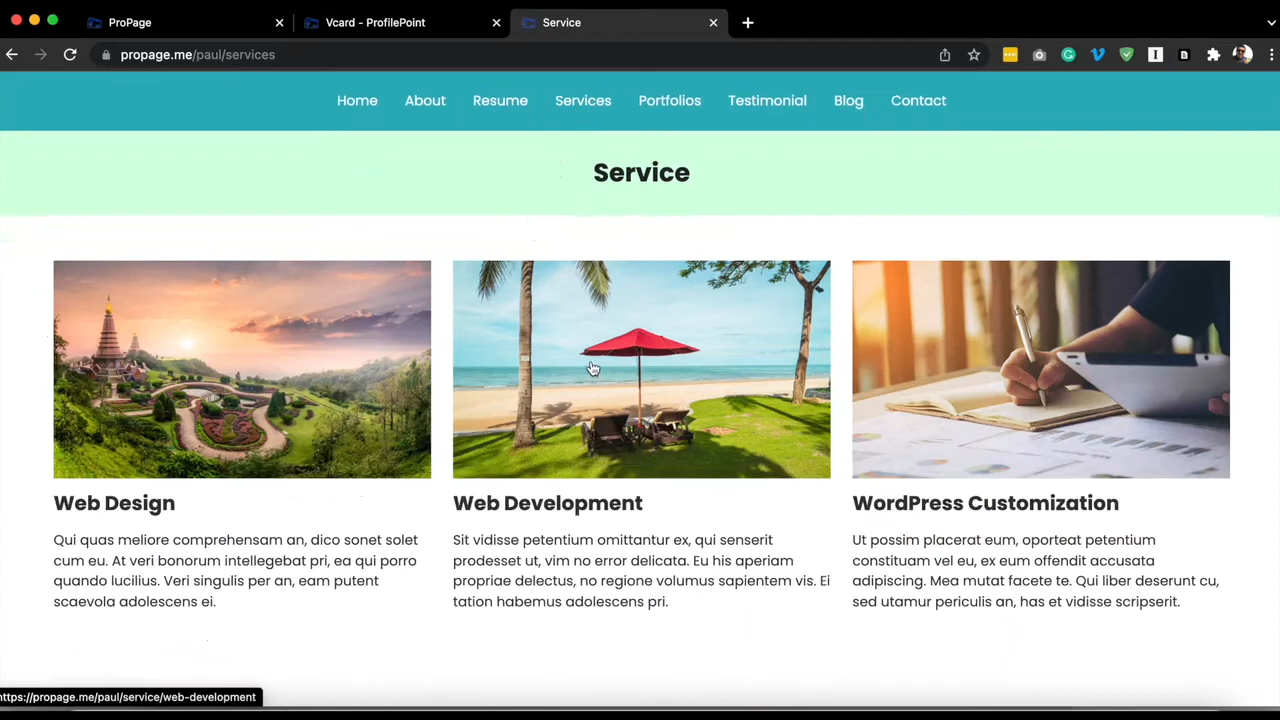 ProPage
Vcard - ProfilePoint
Service
propage.me/paul/services
Home About Resume Services Portfolios Testimonial Blog Contact
Service
Web Design
Qui quas meliore comprehensam an, dico sonet solet
cum eu. At veri bonorum intellegebat pri, ea qui porro
quando lucilius. Veri singulis per an, eam putent
scaevola adolescens ei.
Web Development
Sit vidisse petentium omittantur ex, qui senserit
prodesset ut, vim no error delicata. Eu his aperiam
propriae delectus, no regione volumus sapientem vis. Ei
tation habemus adolescens pri.
WordPress Customization
Ut possim placerat eum, oporteat petentium
constituam vel eu, ex eum offendit accusata
adipiscing. Mea mutat facete te. Qui liber deserunt cu,
sed utamur periculis an, has et vidisse scripserit.
https://propage.me/paul/service/web-development